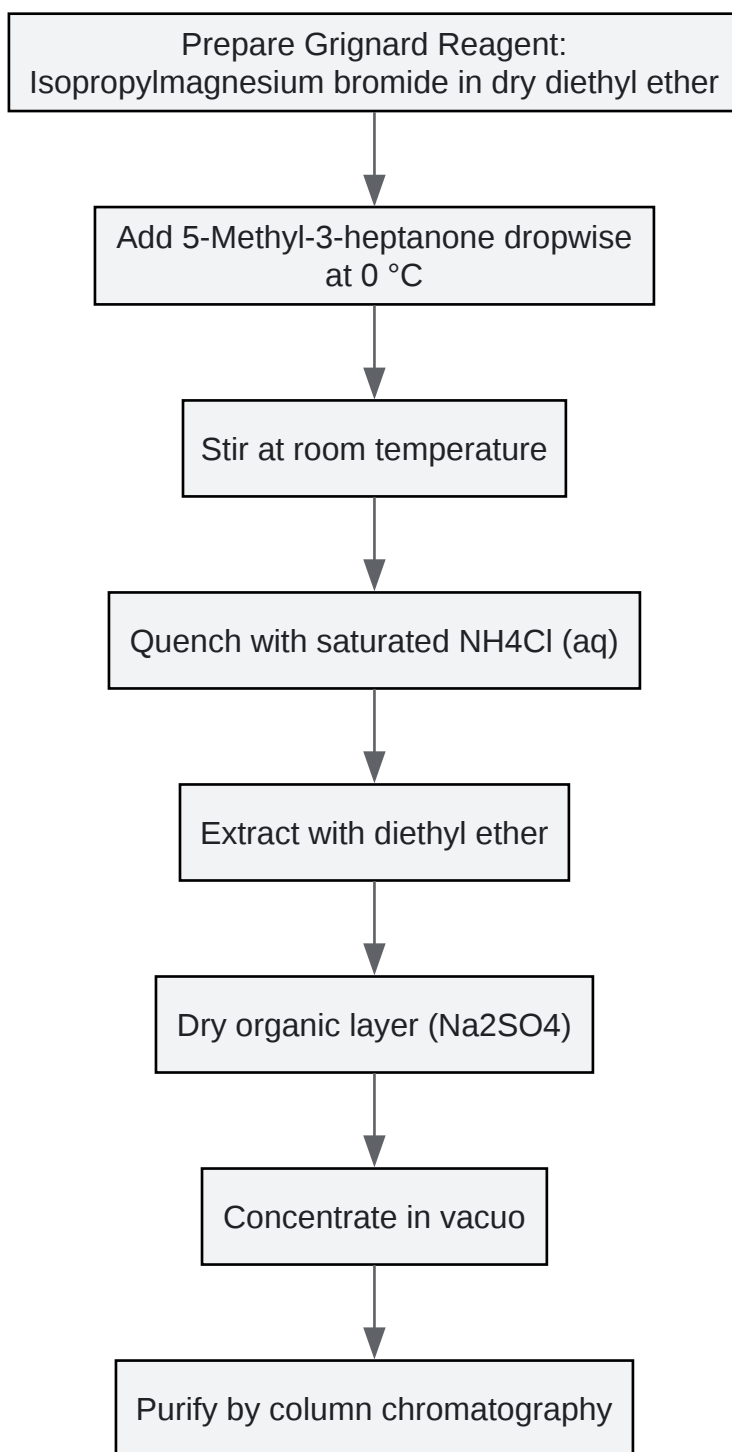 Prepare Grignard Reagent:
Isopropylmagnesium bromide in dry diethyl ether
Add 5-Methyl-3-heptanone dropwise
at 0 °C
Stir at room temperature
Quench with saturated NH4Cl (aq)
Extract with diethyl ether
Dry organic layer (Na2SO4)
Concentrate in vacuo
Purify by column chromatography